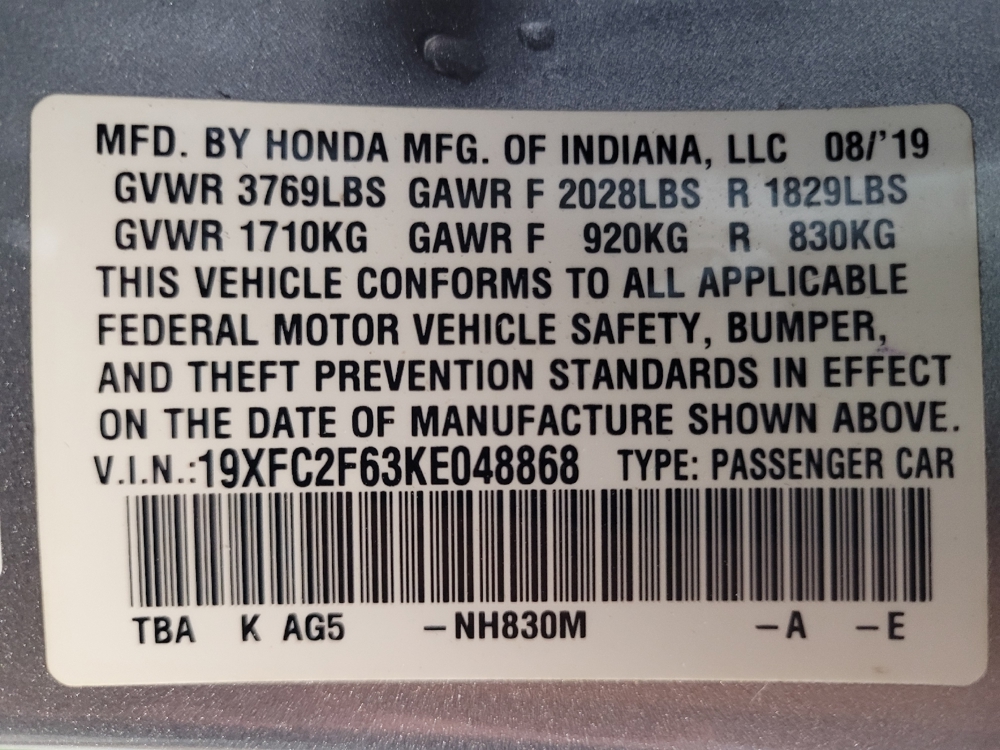 MFD. BY HONDA MFG. OF INDIANA, LLC 08/'19
GVWR 3769LBS GAWR F 2028LBS R 1829LBS
GVWR 1710KG GAWR F 920KG R 830KG
THIS VEHICLE CONFORMS TO ALL APPLICABLE
FEDERAL MOTOR VEHICLE SAFETY, BUMPER,
AND THEFT PREVENTION STANDARDS IN EFFECT
ON THE DATE OF MANUFACTURE SHOWN ABOVE.
V.I.N.:19XFC2F63KE048868 TYPE: PASSENGER CAR
TBA K AG5 –NH830M –A –E